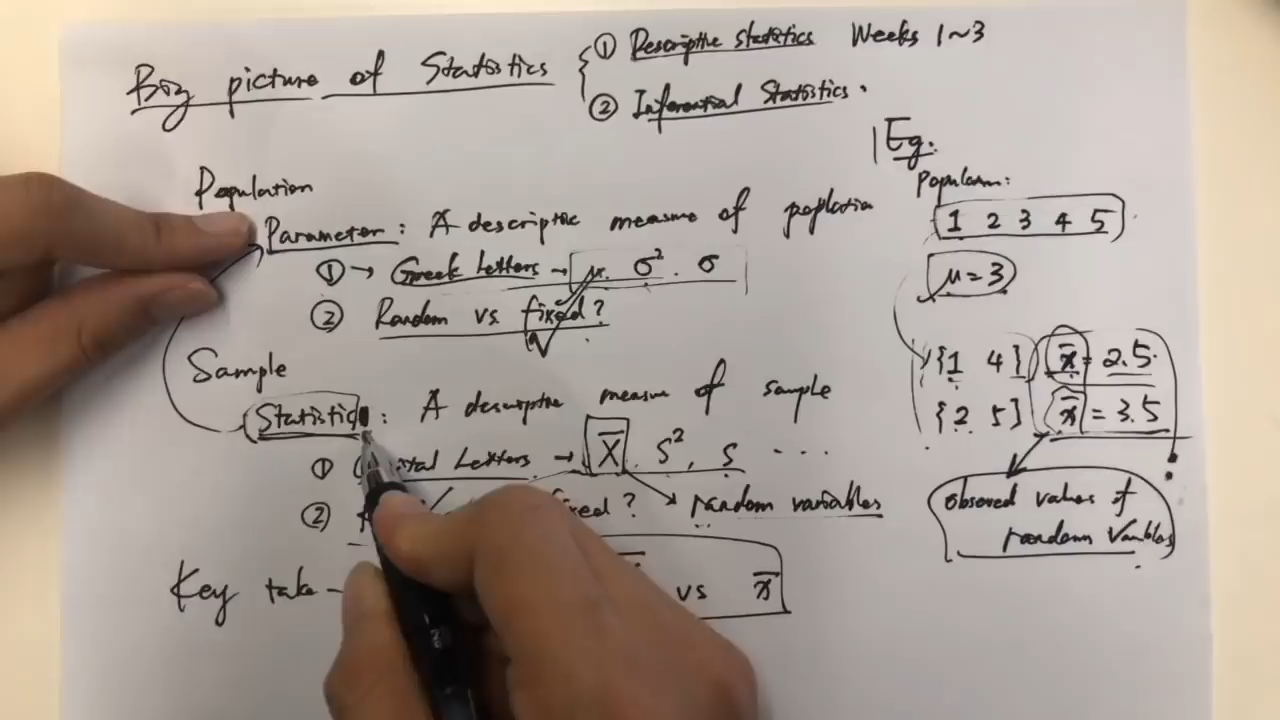 Big picture of Statistics
① Descriptive statistics Weeks 1~3
② Inferential Statistics.
Population
Parameter: A descriptive measure of popletion
① → Greek Letters → μ. σ². σ
② Random vs fixed?
Sample
Statistic: A descriptive measure of sample
① Letters → X̄. S², S ...
② ? → random variables
Key take -
vs x̄
Eg.
Population:
1 2 3 4 5
μ = 3
{1 4} x̄ = 2.5.
{2 5} x̄ = 3.5
observed values of
random variables